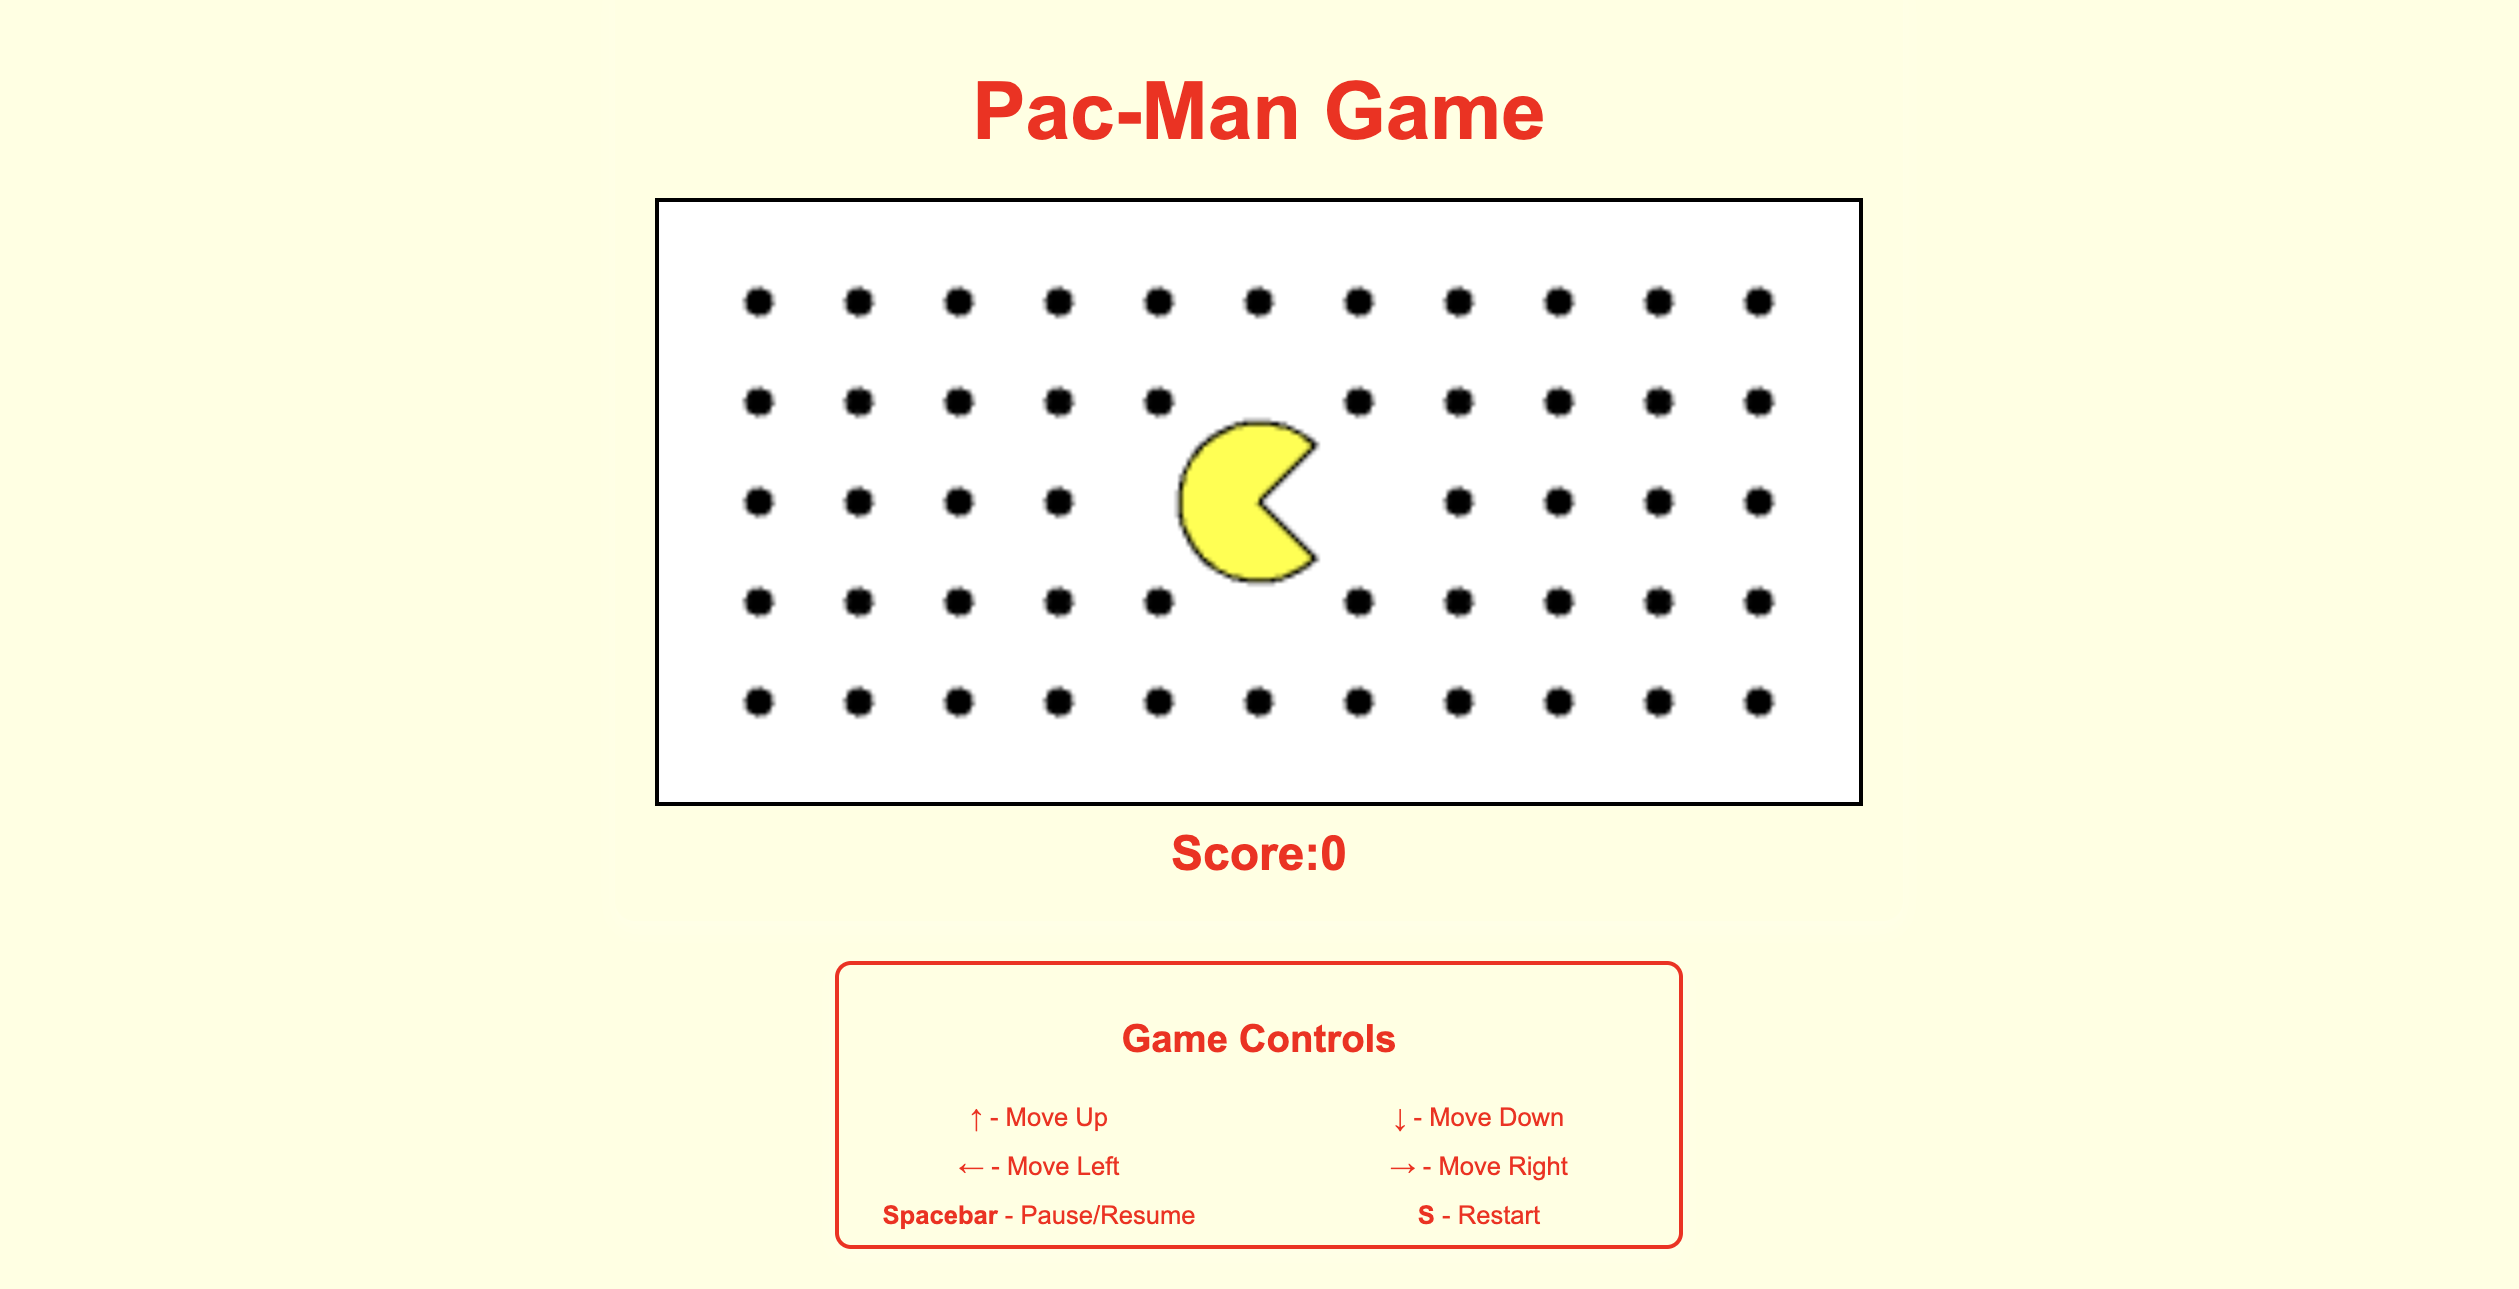 Pac-Man Game
Score:0
Game Controls
↑ - Move Up
↓ - Move Down
← - Move Left
→ - Move Right
Spacebar - Pause/Resume
S - Restart